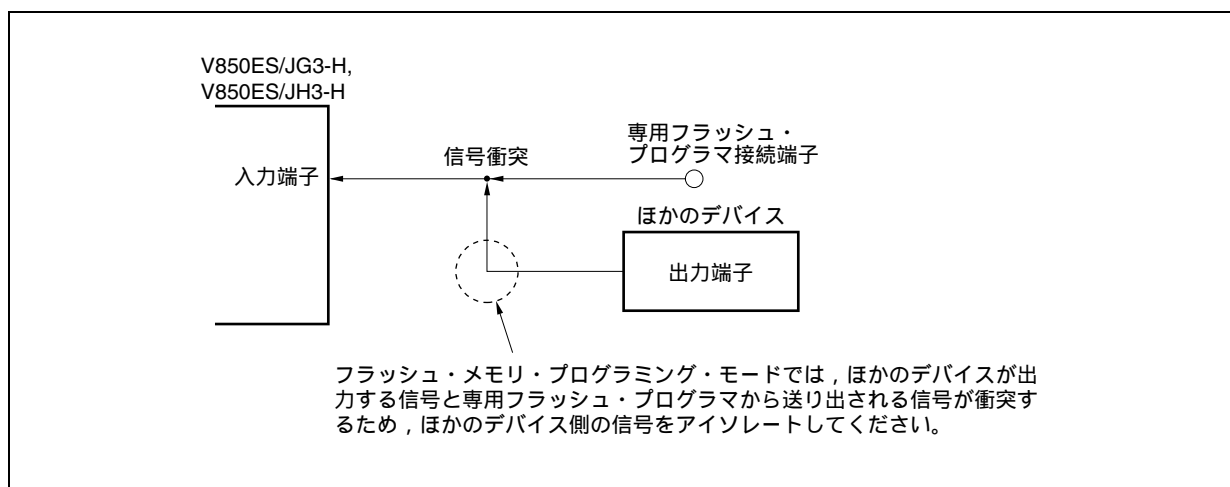 V850ES/JG3-H,
V850ES/JH3-H
入力端子
信号衝突
専用フラッシュ・
プログラマ接続端子
ほかのデバイス
出力端子
フラッシュ・メモリ・プログラミング・モードでは，ほかのデバイスが出
力する信号と専用フラッシュ・プログラマから送り出される信号が衝突す
るため，ほかのデバイス側の信号をアイソレートしてください。